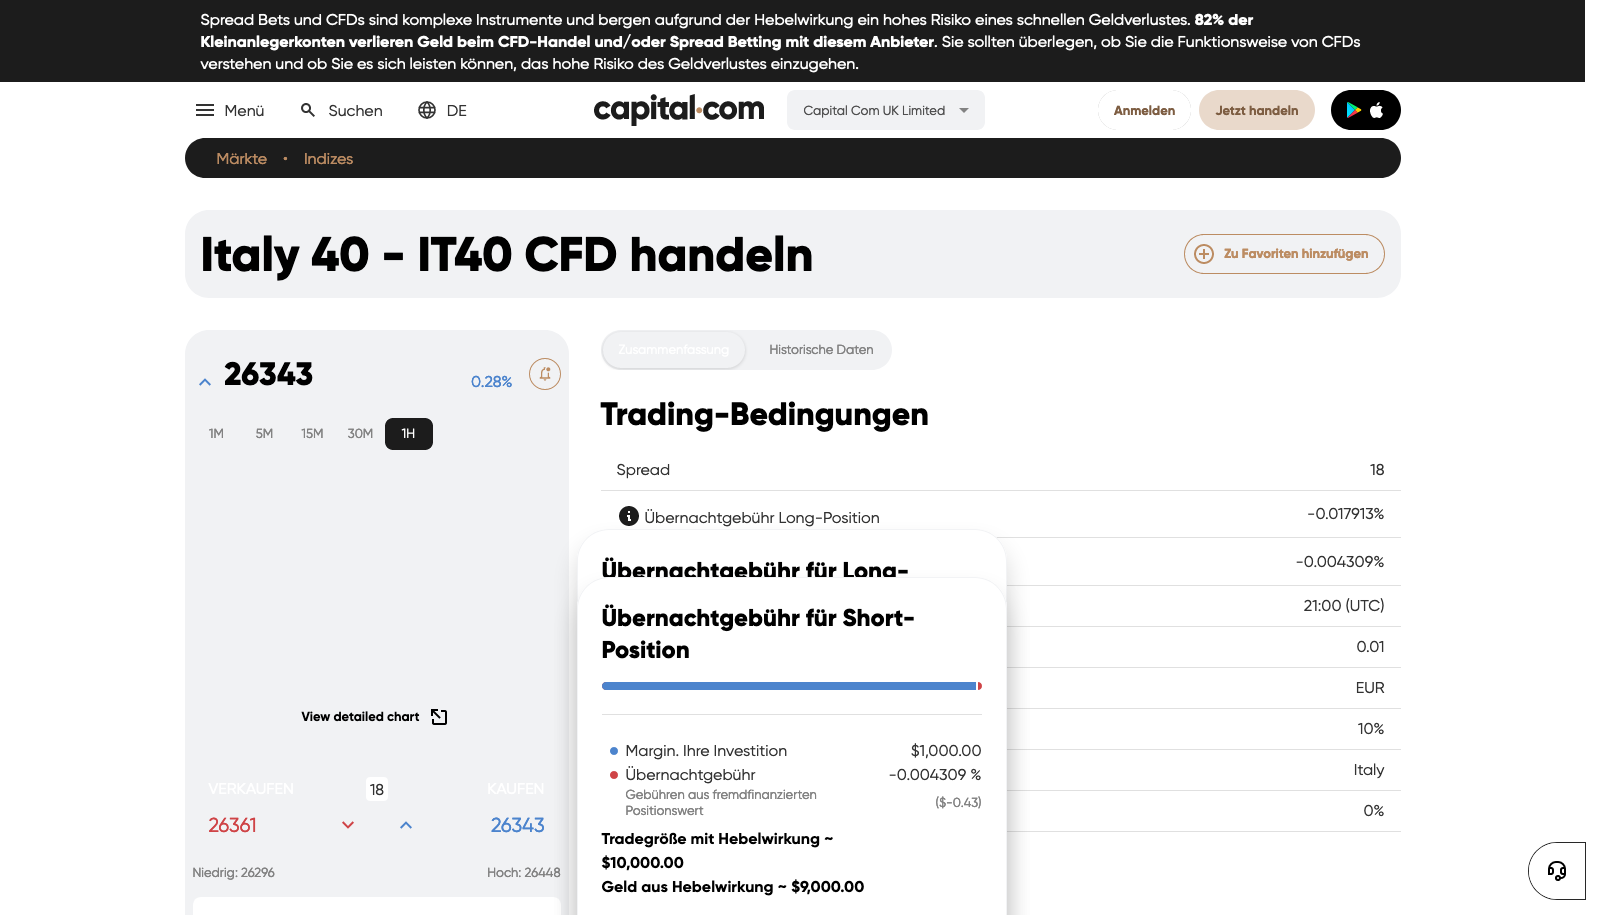 Spread Bets und CFDs sind komplexe Instrumente und bergen aufgrund der Hebelwirkung ein hohes Risiko eines schnellen Geldverlustes. 82% der
Kleinanlegerkonten verlieren Geld beim CFD-Handel und/oder Spread Betting mit diesem Anbieter. Sie sollten überlegen, ob Sie die Funktionsweise von CFDs
verstehen und ob Sie es sich leisten können, das hohe Risiko des Geldverlustes einzugehen.
Menü Suchen DE capital.com Capital Com UK Limited Anmelden Jetzt handeln
Märkte • Indizes
Italy 40 - IT40 CFD handeln
Zu Favoriten hinzufügen
26343 0.28%
1M 5M 15M 30M 1H
View detailed chart
VERKAUFEN 18 KAUFEN
26361 26343
Niedrig: 26296 Hoch: 26448
Zusammenfassung Historische Daten
Trading-Bedingungen
Spread 18
Übernachtgebühr Long-Position -0.017913%
-0.004309%
21:00 (UTC)
0.01
EUR
10%
Italy
0%
Übernachtgebühr für Long-
Übernachtgebühr für Short-
Position
Margin. Ihre Investition $1,000.00
Übernachtgebühr -0.004309 %
Gebühren aus fremdfinanzierten
Positionswert ($-0.43)
Tradegröße mit Hebelwirkung ~
$10,000.00
Geld aus Hebelwirkung ~ $9,000.00